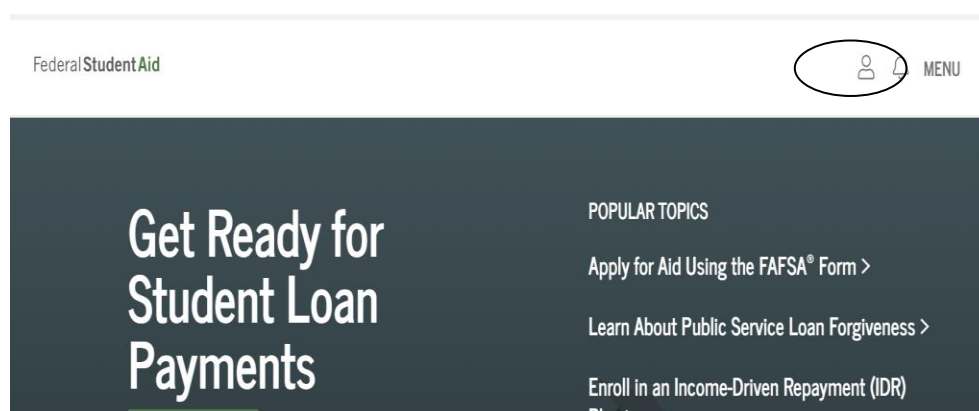 Federal Student Aid
MENU
Get Ready for
Student Loan
Payments
POPULAR TOPICS
Apply for Aid Using the FAFSA® Form >
Learn About Public Service Loan Forgiveness >
Enroll in an Income-Driven Repayment (IDR)